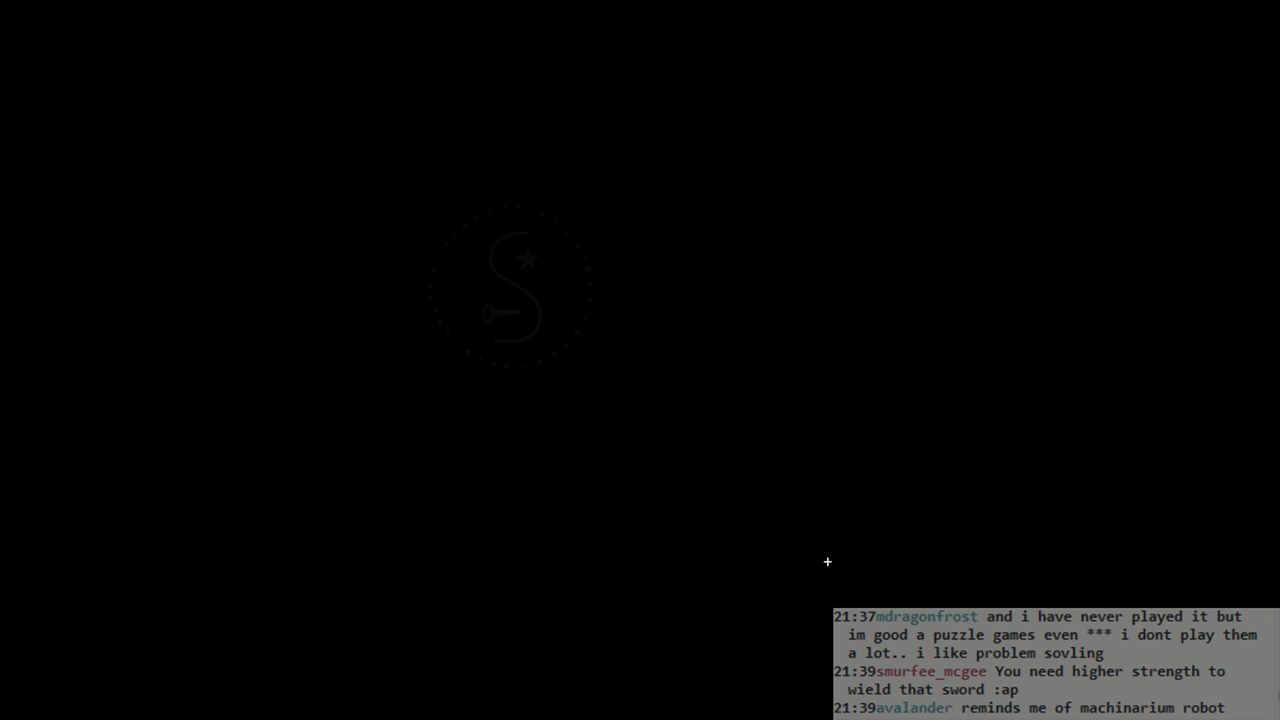 21:37mdragonfrost and i have never played it but
im good a puzzle games even *** i dont play them
a lot.. i like problem sovling
21:39smurfee_mcgee You need higher strength to
wield that sword :ap
21:39avalander reminds me of machinarium robot